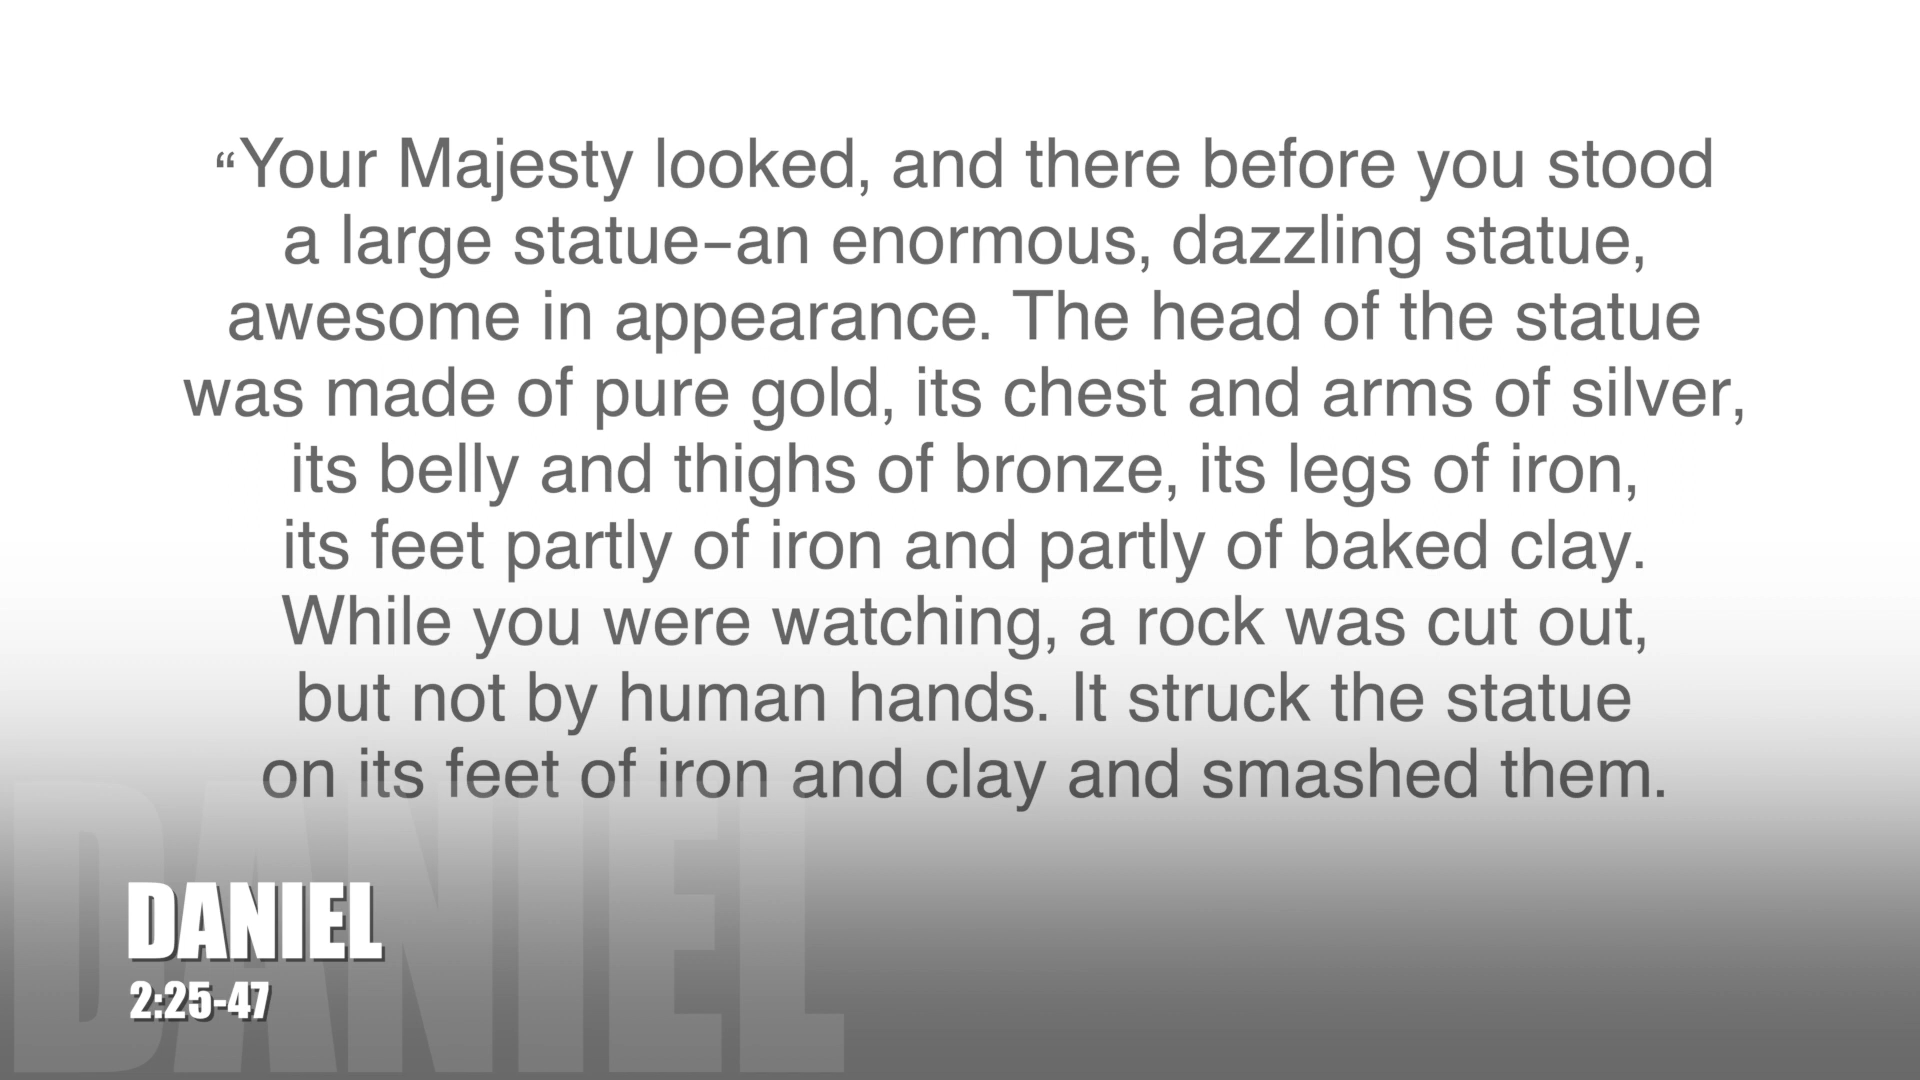 “Your Majesty looked, and there before you stood
a large statue–an enormous, dazzling statue,
awesome in appearance. The head of the statue
was made of pure gold, its chest and arms of silver,
its belly and thighs of bronze, its legs of iron,
its feet partly of iron and partly of baked clay.
While you were watching, a rock was cut out,
but not by human hands. It struck the statue
on its feet of iron and clay and smashed them.
DANIEL
DANIEL
2:25-47